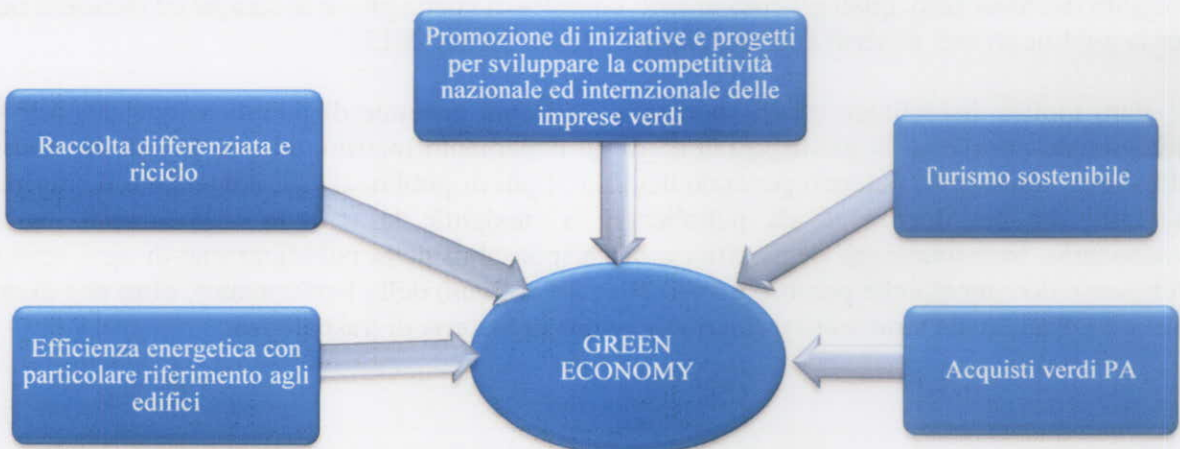 Promozione di iniziative e progetti
per sviluppare la competitività
nazionale ed internzionale delle
imprese verdi
Raccolta differenziata e
riciclo
Turismo sostenibile
Efficienza energetica con
particolare riferimento agli
edifici
GREEN
ECONOMY
Acquisti verdi PA